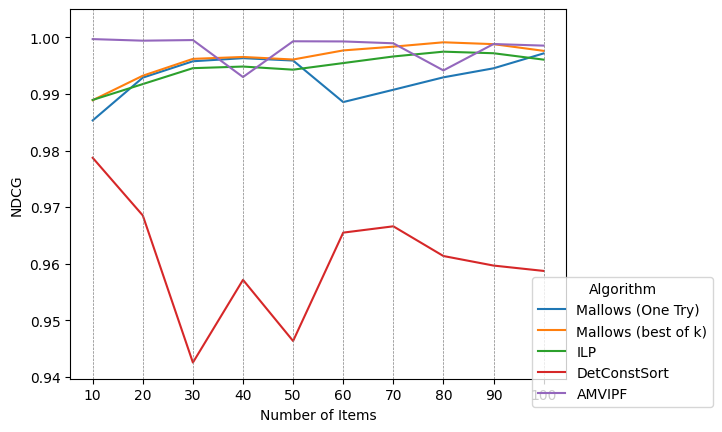 1.00
0.99
0.98
0.97
0.96
0.95
0.94
NDCG
10 20 30 40 50 60 70 80 90 100
Number of Items
Algorithm
Mallows (One Try)
Mallows (best of k)
ILP
DetConstSort
AMVIPF